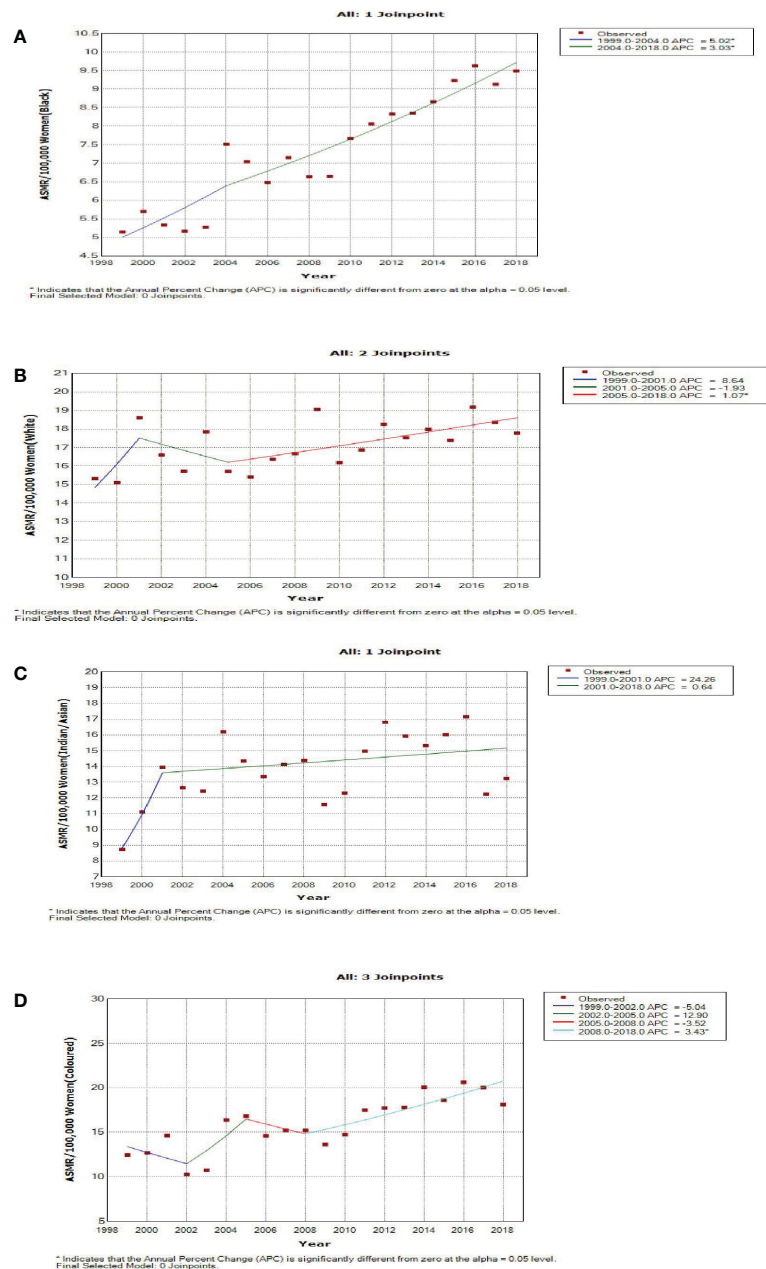 A
All: 1 Joinpoint
Observed
1999.0-2004.0 APC = 5.02*
2004.0-2018.0 APC = 3.03*
ASMR/100,000 Women(Black)
10.5
10
9.5
9
8.5
8
7.5
7
6.5
6
5.5
5
4.5
1998 2000 2002 2004 2006 2008 2010 2012 2014 2016 2018
Year
* Indicates that the Annual Percent Change (APC) is significantly different from zero at the alpha = 0.05 level.
Final Selected Model: 0 Joinpoints.
B
All: 2 Joinpoints
Observed
1999.0-2001.0 APC = 8.64
2001.0-2005.0 APC = -1.93
2005.0-2018.0 APC = 1.07*
ASMR/100,000 Women(White)
21
20
19
18
17
16
15
14
13
12
11
10
1998 2000 2002 2004 2006 2008 2010 2012 2014 2016 2018
Year
* Indicates that the Annual Percent Change (APC) is significantly different from zero at the alpha = 0.05 level.
Final Selected Model: 0 Joinpoints.
C
All: 1 Joinpoint
Observed
1999.0-2001.0 APC = 24.26
2001.0-2018.0 APC = 0.64
ASMR/100,000 Women(Indian/Asian)
20
19
18
17
16
15
14
13
12
11
10
9
8
7
1998 2000 2002 2004 2006 2008 2010 2012 2014 2016 2018
Year
* Indicates that the Annual Percent Change (APC) is significantly different from zero at the alpha = 0.05 level.
Final Selected Model: 0 Joinpoints.
D
All: 3 Joinpoints
Observed
1999.0-2002.0 APC = -5.04
2002.0-2005.0 APC = 12.90
2005.0-2008.0 APC = -3.52
2008.0-2018.0 APC = 3.43*
ASMR/100,000 Women(Coloured)
30
25
20
15
10
5
1998 2000 2002 2004 2006 2008 2010 2012 2014 2016 2018
Year
* Indicates that the Annual Percent Change (APC) is significantly different from zero at the alpha = 0.05 level.
Final Selected Model: 0 Joinpoints.